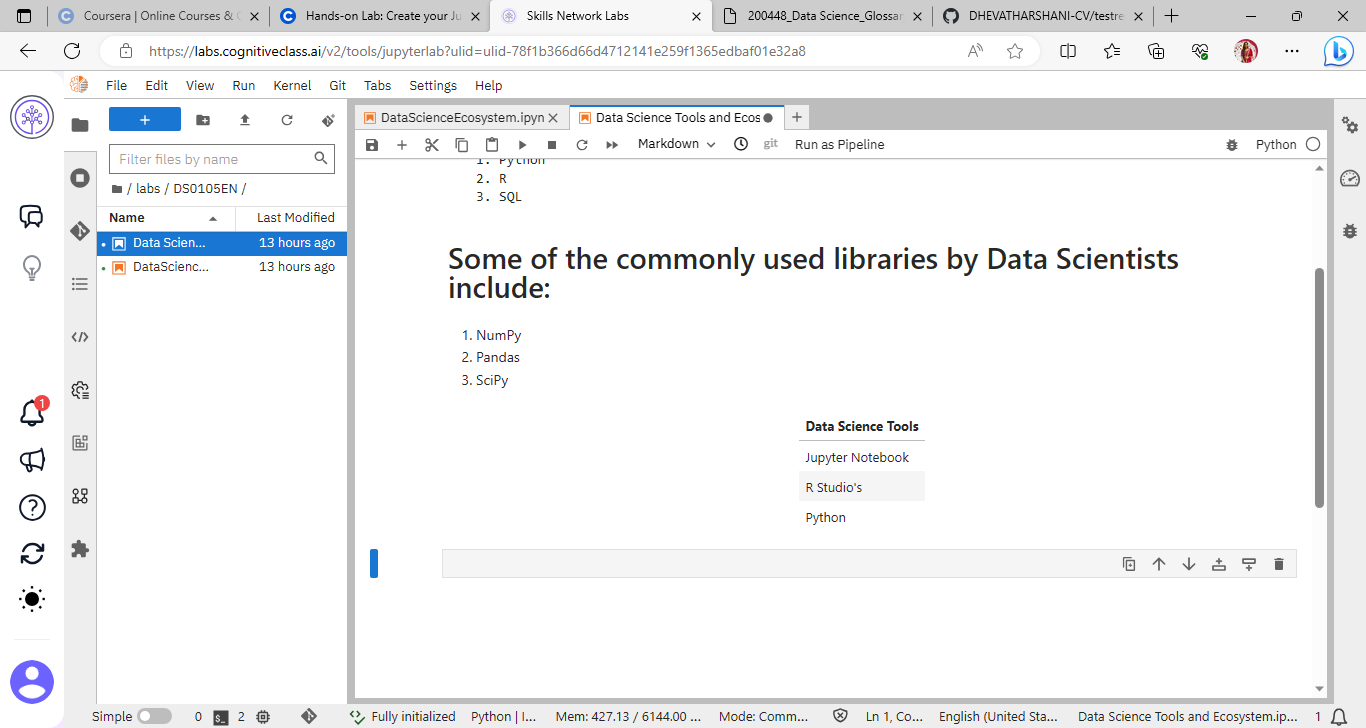 Coursera | Online Courses & C
Hands-on Lab: Create your Ju
Skills Network Labs
200448_Data Science_Glossar
DHEVATHARSHANI-CV/testre
https://labs.cognitiveclass.ai/v2/tools/jupyterlab?ulid=ulid-78f1b366d66d4712141e259f1365edbaf01e32a8
File Edit View Run Kernel Git Tabs Settings Help
DataScienceEcosystem.ipyn
Data Science Tools and Ecos
Markdown
git
Run as Pipeline
Python
Filter files by name
/ labs / DS0105EN /
Name
Last Modified
Data Scien...
13 hours ago
DataScienc...
13 hours ago
1. Python
2. R
3. SQL
Some of the commonly used libraries by Data Scientists
include:
1. NumPy
2. Pandas
3. SciPy
Data Science Tools
Jupyter Notebook
R Studio's
Python
1
Simple
0
2
Fully initialized
Python | I...
Mem: 427.13 / 6144.00 ...
Mode: Comm...
Ln 1, Co...
English (United Sta...
Data Science Tools and Ecosystem.ip...
1